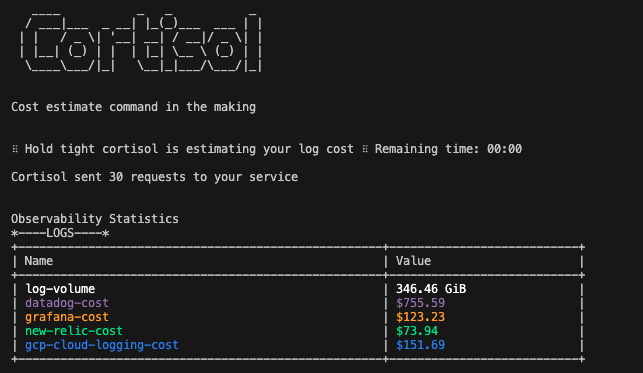 Cortisol
Cost estimate command in the making
⠿ Hold tight cortisol is estimating your log cost ⠿ Remaining time: 00:00
Cortisol sent 30 requests to your service
Observability Statistics
*----LOGS----*
| Name | Value |
| log-volume | 346.46 GiB |
| datadog-cost | $755.59 |
| grafana-cost | $123.23 |
| new-relic-cost | $73.94 |
| gcp-cloud-logging-cost | $151.69 |